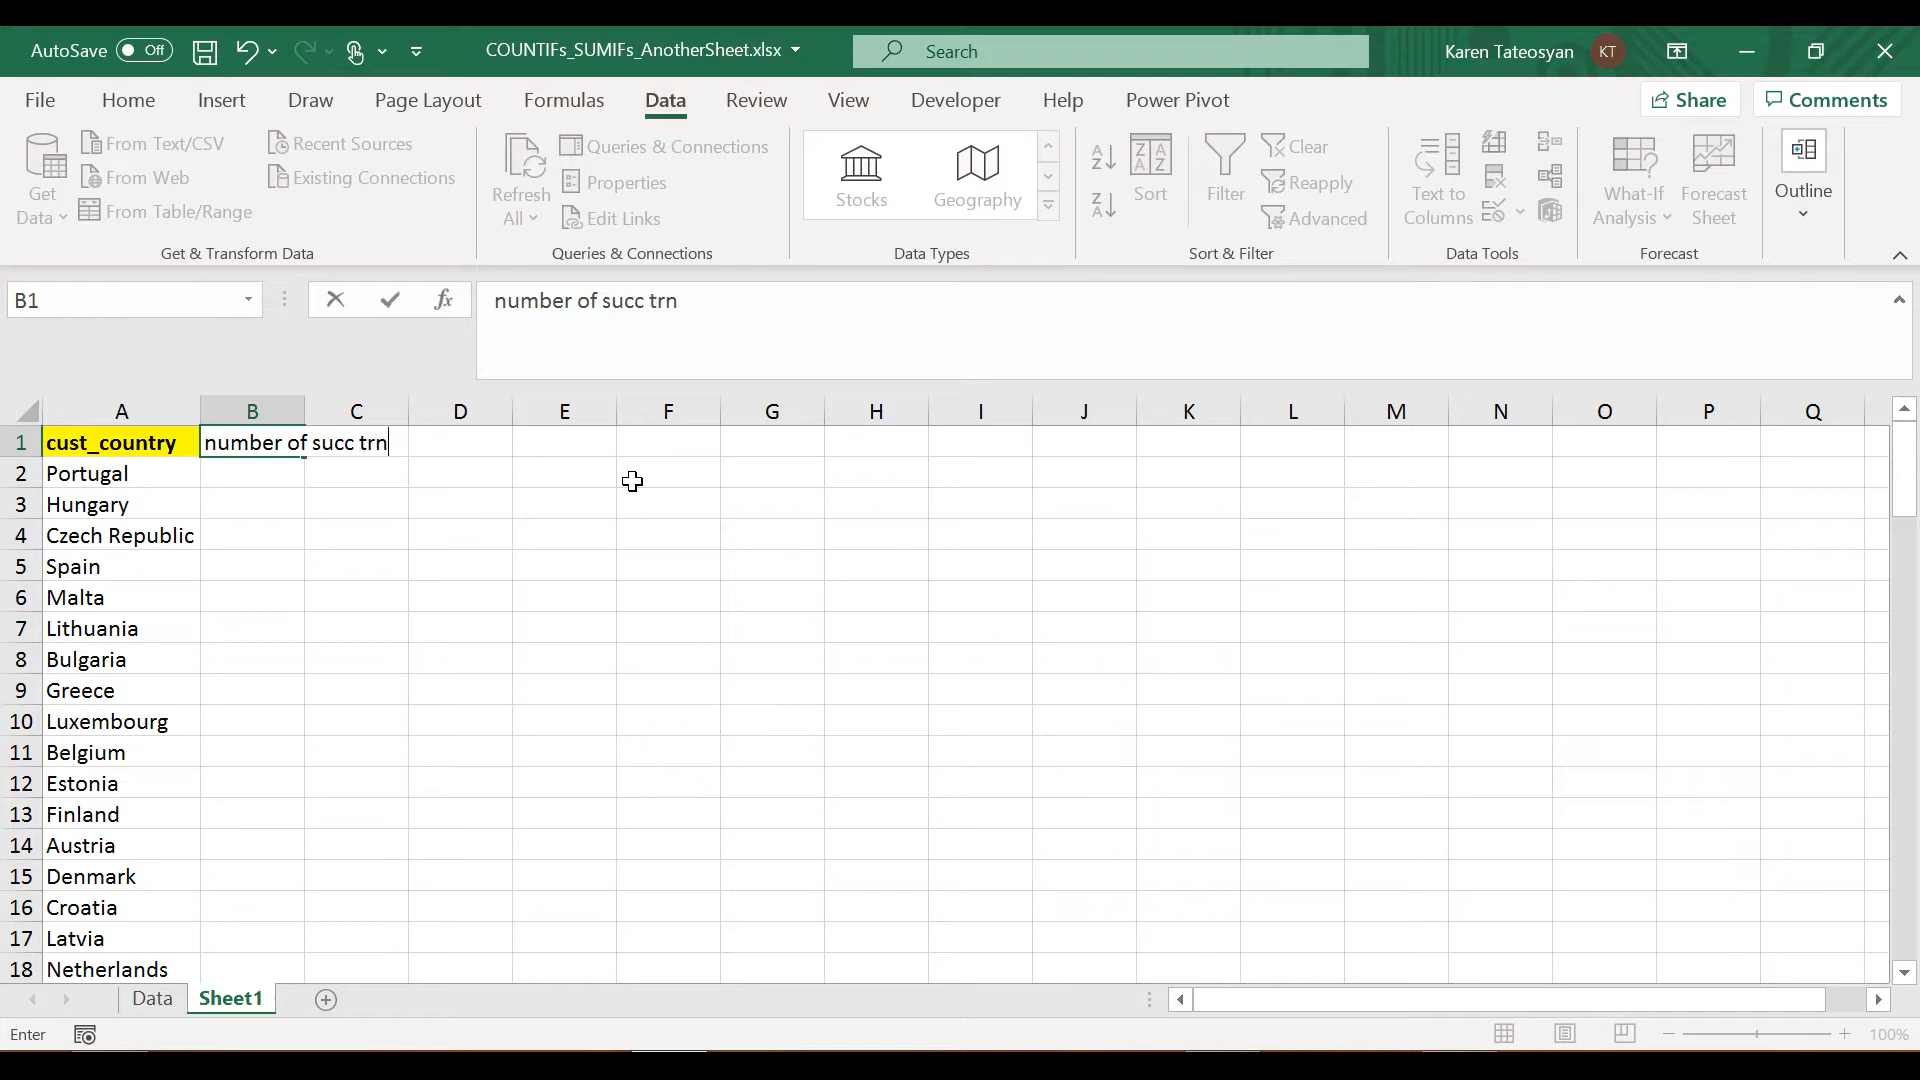 AutoSave Off COUNTIFs_SUMIFs_AnotherSheet.xlsx Search Karen Tateosyan KT
File Home Insert Draw Page Layout Formulas Data Review View Developer Help Power Pivot Share Comments
Get Data
From Text/CSV
From Web
From Table/Range
Recent Sources
Existing Connections
Get & Transform Data
Refresh All
Queries & Connections
Properties
Edit Links
Queries & Connections
Stocks
Geography
Data Types
Sort
Filter
Clear
Reapply
Advanced
Sort & Filter
Text to Columns
Data Tools
What-If Analysis
Forecast Sheet
Forecast
Outline
B1 fx number of succ trn
A B C D E F G H I J K L M N O P Q
1 cust_country number of succ trn
2 Portugal
3 Hungary
4 Czech Republic
5 Spain
6 Malta
7 Lithuania
8 Bulgaria
9 Greece
10 Luxembourg
11 Belgium
12 Estonia
13 Finland
14 Austria
15 Denmark
16 Croatia
17 Latvia
18 Netherlands
Data Sheet1
Enter 100%